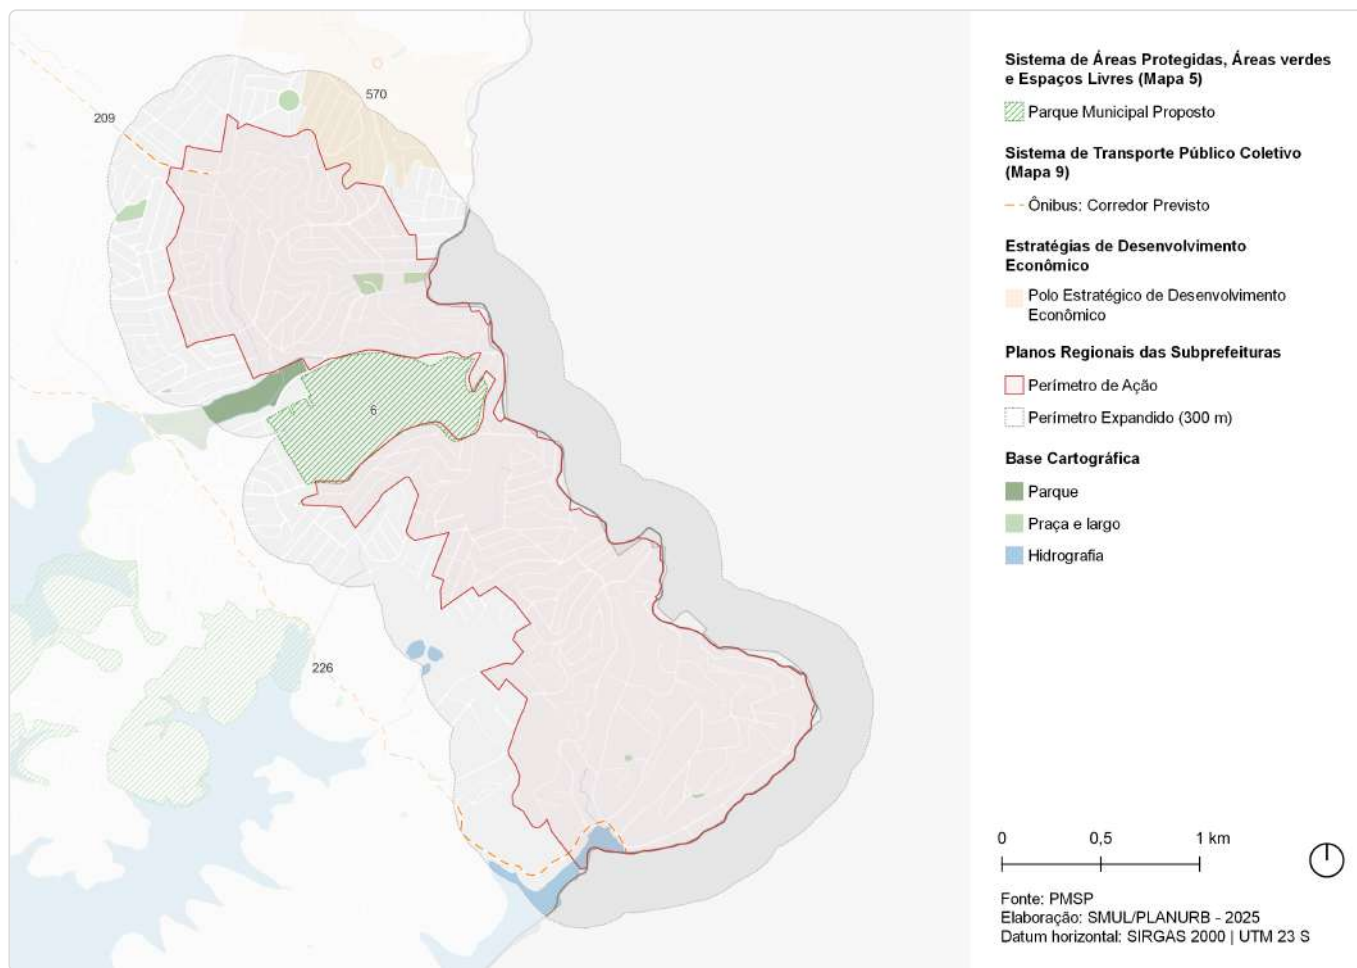 570
209
6
226
Sistema de Áreas Protegidas, Áreas verdes
e Espaços Livres (Mapa 5)
Parque Municipal Proposto
Sistema de Transporte Público Coletivo
(Mapa 9)
Ônibus: Corredor Previsto
Estratégias de Desenvolvimento
Econômico
Polo Estratégico de Desenvolvimento
Econômico
Planos Regionais das Subprefeituras
Perímetro de Ação
Perímetro Expandido (300 m)
Base Cartográfica
Parque
Praça e largo
Hidrografia
0 0,5 1 km
Fonte: PMSP
Elaboração: SMUL/PLANURB - 2025
Datum horizontal: SIRGAS 2000 | UTM 23 S